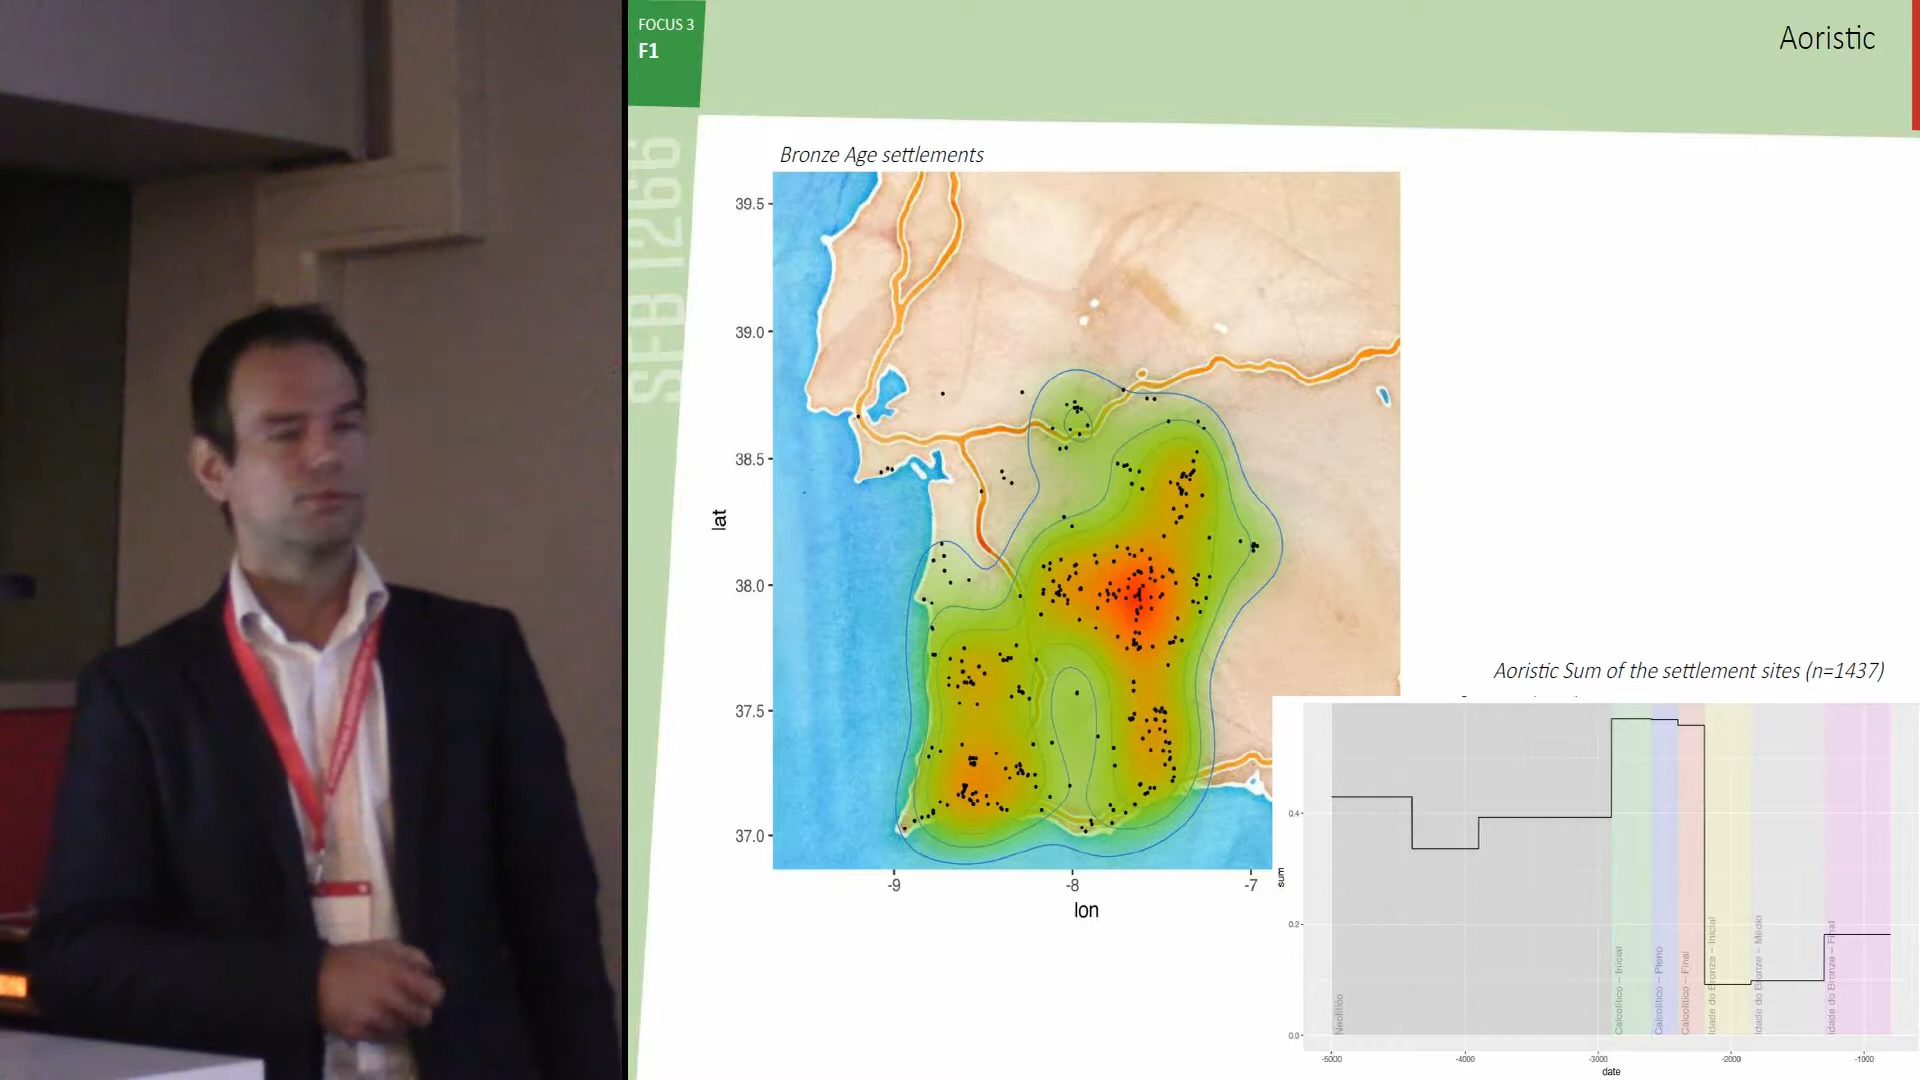 FOCUS 3
F1
Aoristic
SFB 1266
Bronze Age settlements
39.5
39.0
38.5
38.0
37.5
37.0
lat
-9
-8
-7
lon
Aoristic Sum of the settlement sites (n=1437)
0.4
0.2
0.0
sum
Neolítico
Calcolítico – Inicial
Calcolítico – Pleno
Calcolítico – Final
Idade do Bronze – Inicial
Idade do Bronze – Médio
Idade do Bronze – Final
-5000
-4000
-3000
-2000
-1000
date